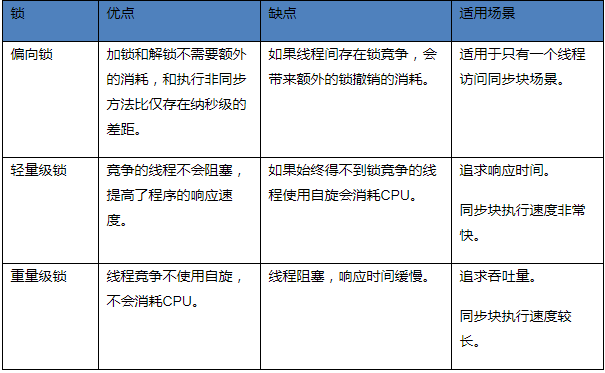 锁 优点 缺点 适用场景
偏向锁 加锁和解锁不需要额外 如果线程间存在锁竞争，会 适用于只有一个线程
的消耗，和执行非同步 带来额外的锁撤销的消耗。 访问同步块场景。
方法比仅存在纳秒级的
差距。
轻量级锁 竞争的线程不会阻塞， 如果始终得不到锁竞争的线 追求响应时间。
提高了程序的响应速 程使用自旋会消耗CPU。
度。 同步块执行速度非常
快。
重量级锁 线程竞争不使用自旋， 线程阻塞，响应时间缓慢。 追求吞吐量。
不会消耗CPU。
同步块执行速度较
长。